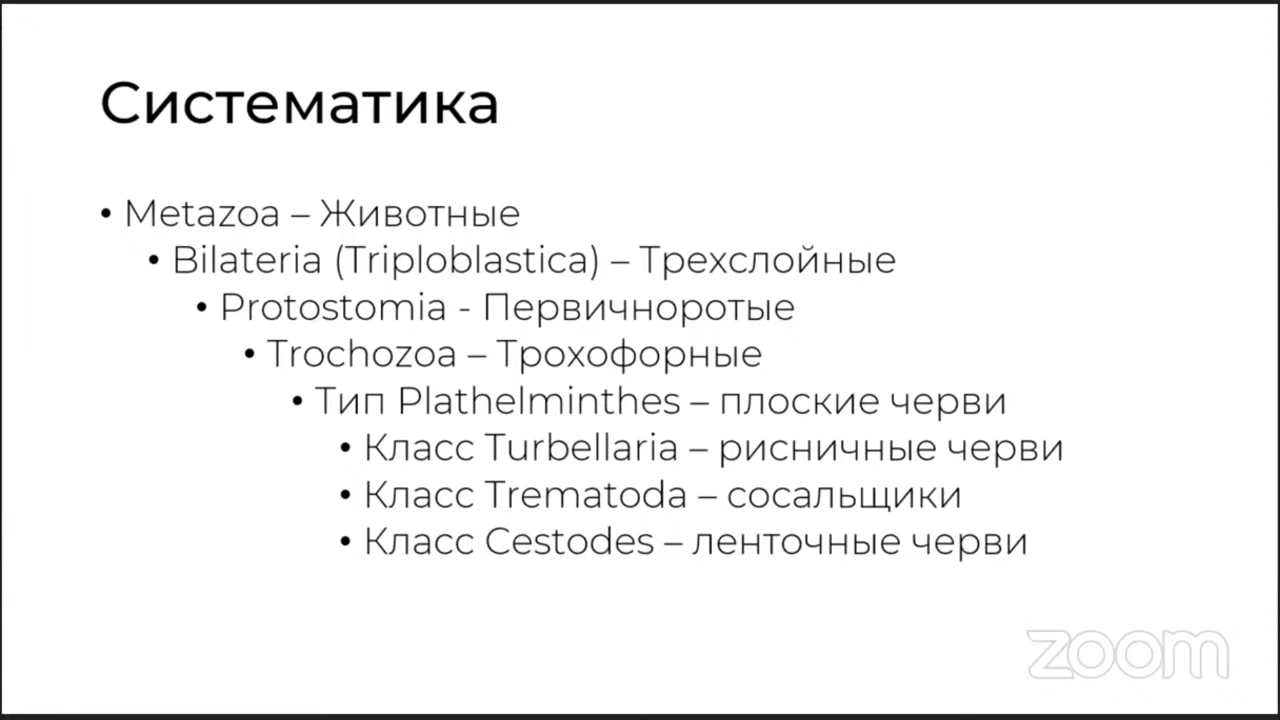 Систематика
• Metazoa – Животные
• Bilateria (Triploblastica) – Трехслойные
• Protostomia - Первичноротые
• Trochozoa – Трохофорные
• Тип Plathelminthes – плоские черви
• Класс Turbellaria – рисничные черви
• Класс Trematoda – сосальщики
• Класс Cestodes – ленточные черви
zoom